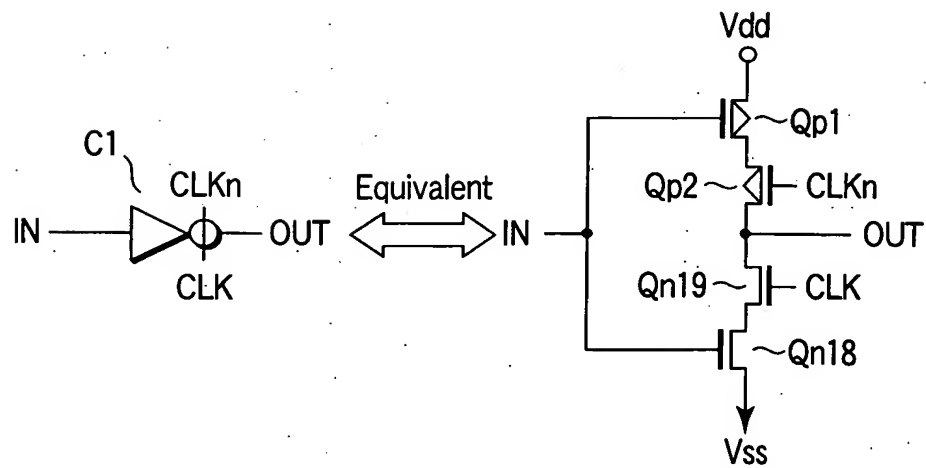 Vdd
Qp1
C1
CLKn
Equivalent
Qp2
CLKn
IN
OUT
IN
OUT
CLK
Qn19
CLK
Qn18
Vss